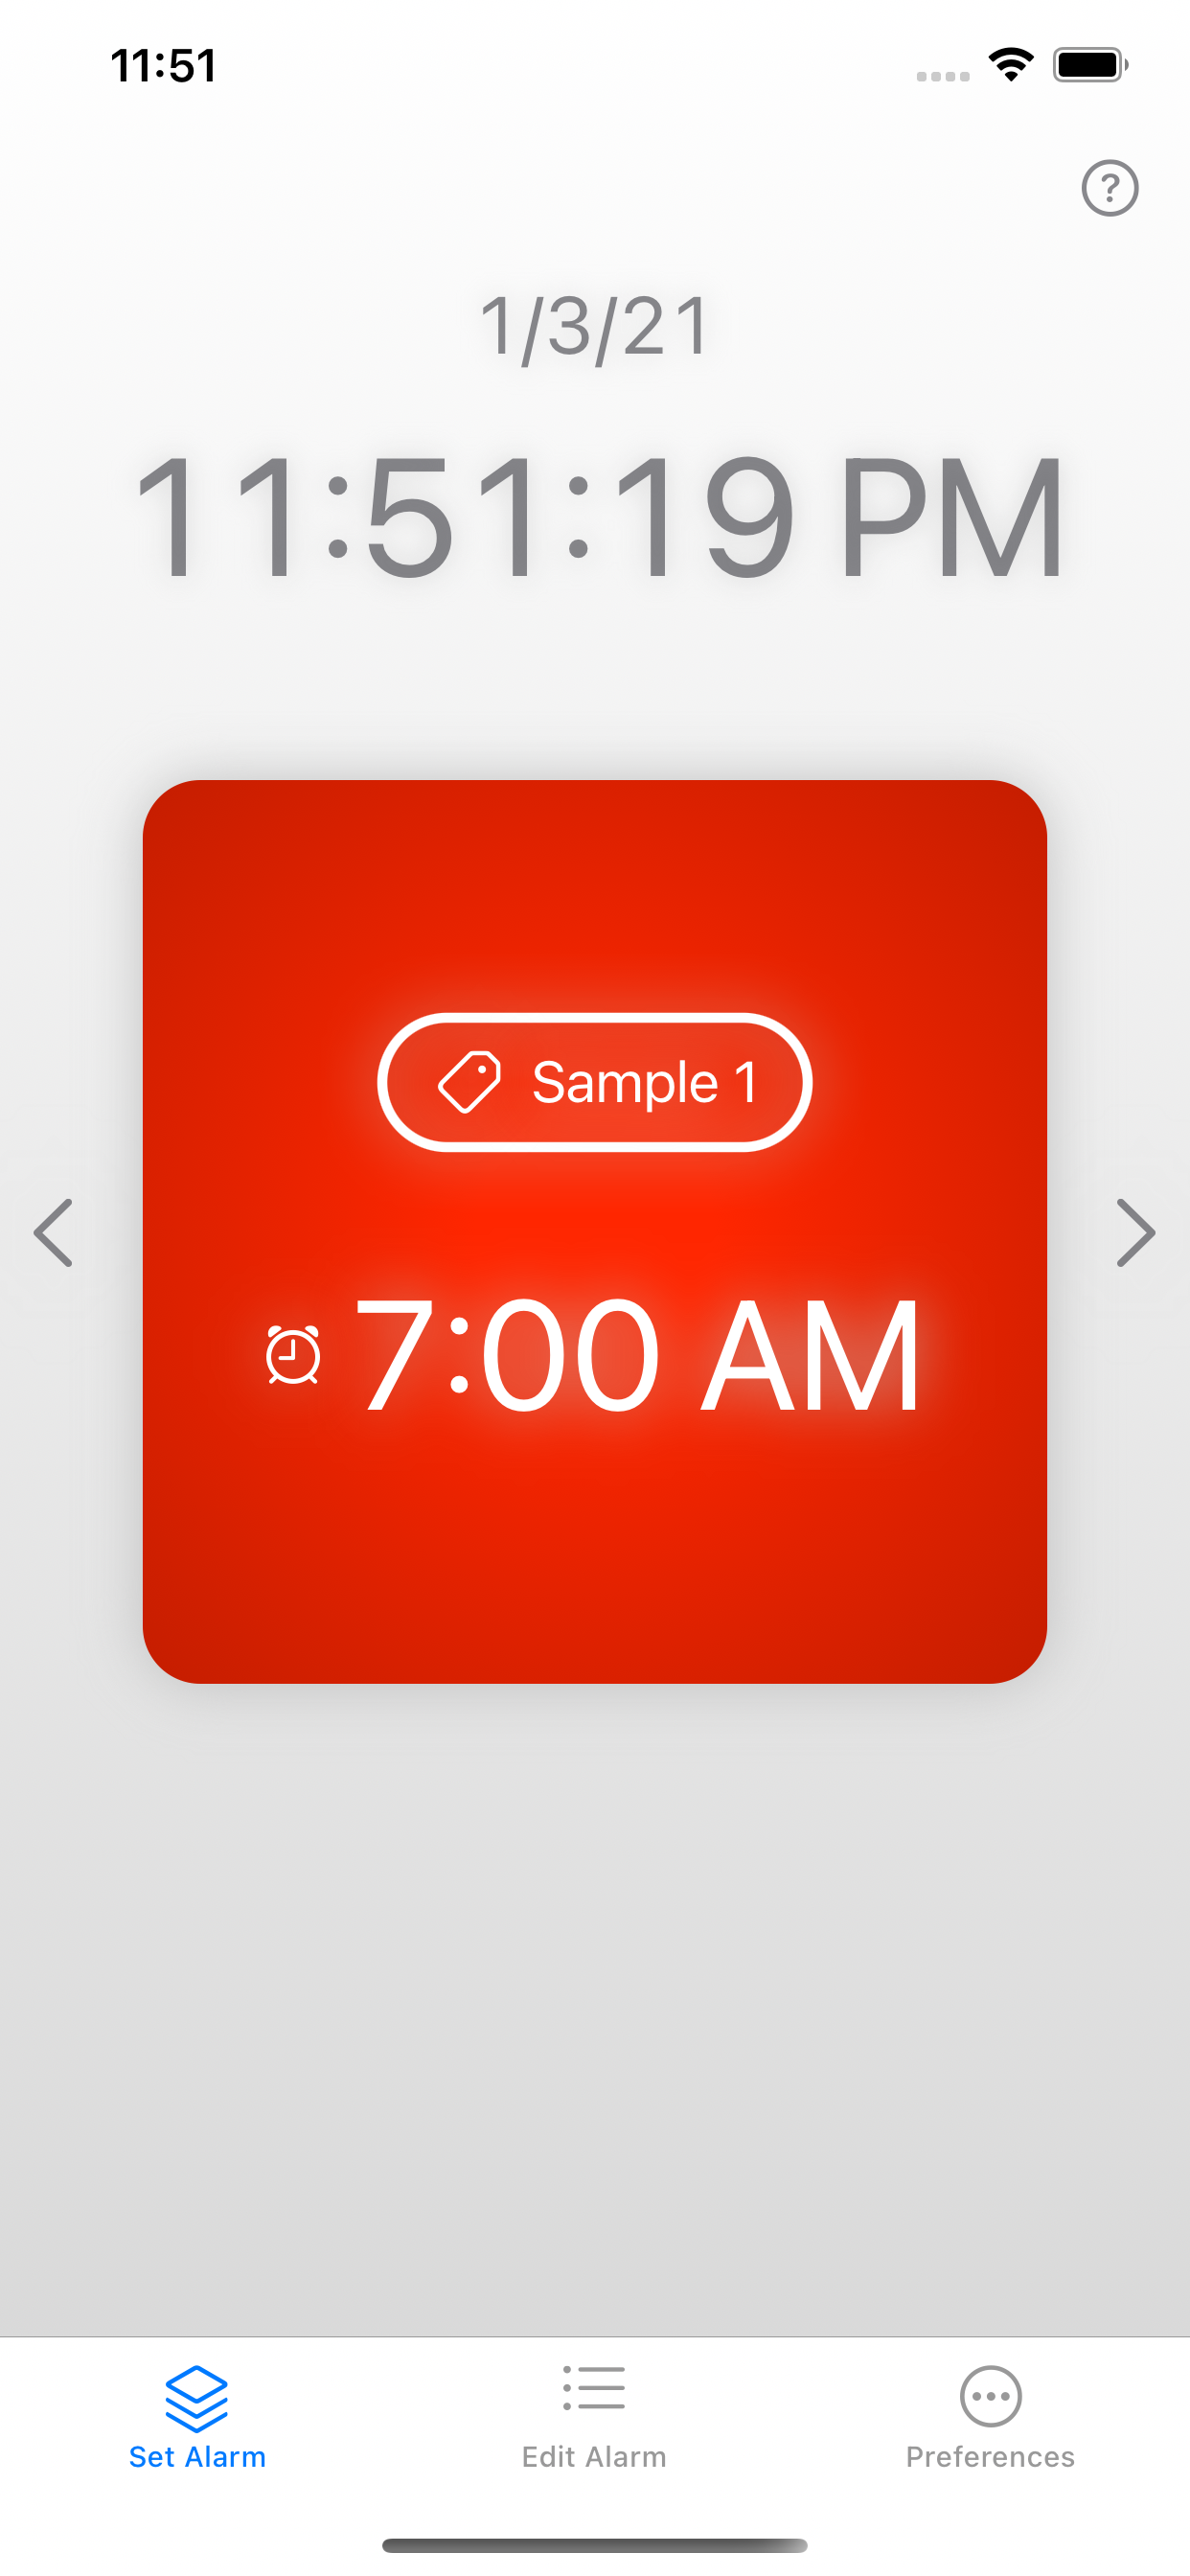 11:51
?
1/3/21
11:51:19 PM
Sample 1
7:00 AM
Set Alarm
Edit Alarm
Preferences